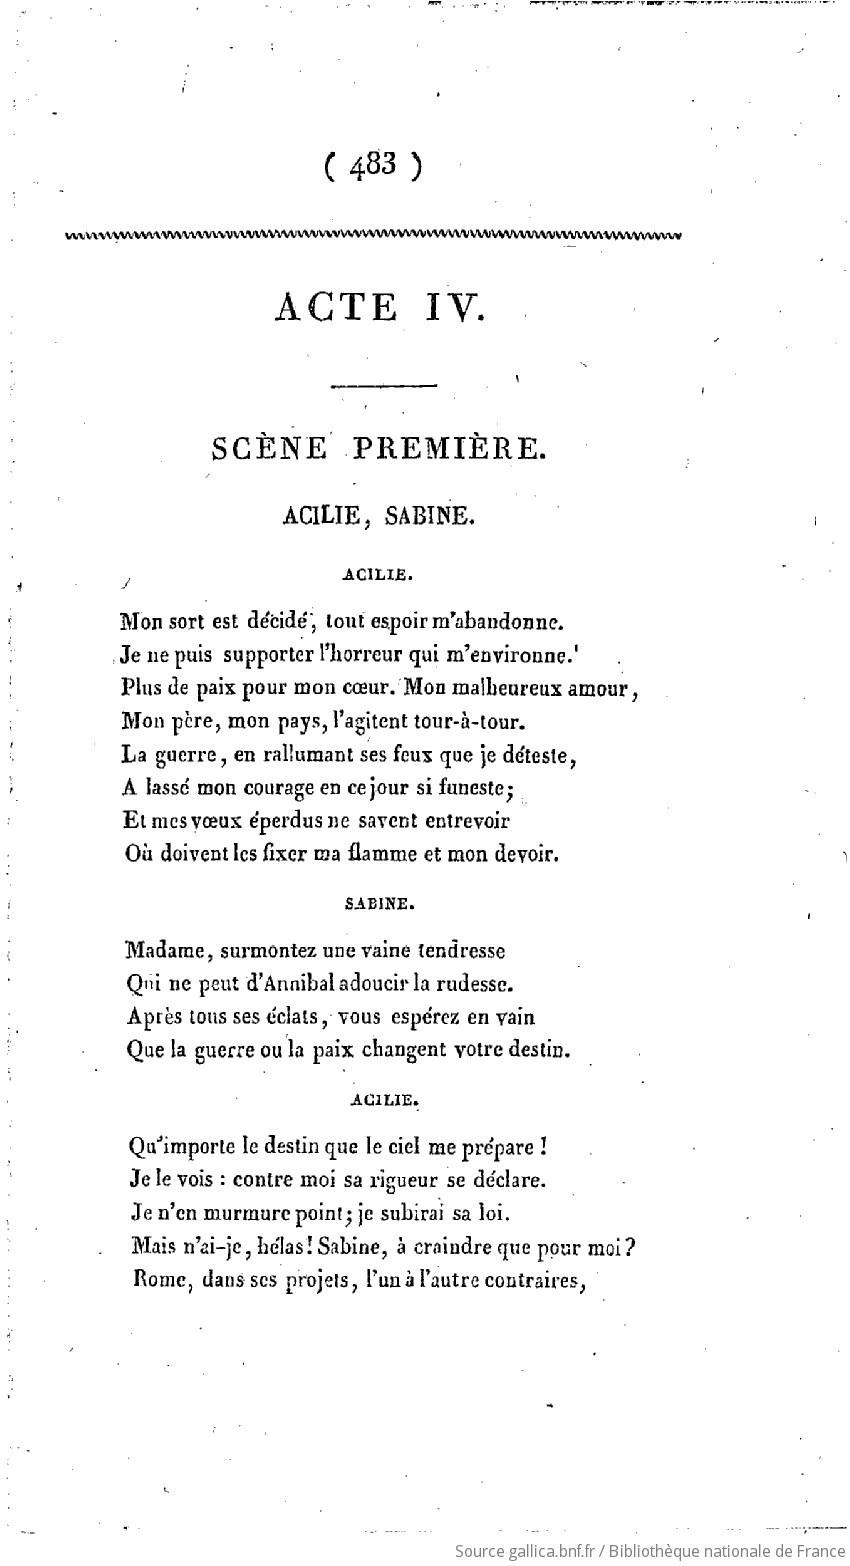 ( 483 )
ACTE IV.
SCÈNE PREMIÈRE.
ACILIE, SABINE.
ACILIE.
Mon sort est décidé, tout espoir m'abandonne.
Je ne puis supporter l'horreur qui m'environne.
Plus de paix pour mon cœur. Mon malheureux amour,
Mon père, mon pays, l'agitent tour-à-tour.
La guerre, en rallumant ses feux que je déteste,
A lassé mon courage en ce jour si funeste;
Et mes vœux éperdus ne savent entrevoir
Où doivent les fixer ma flamme et mon devoir.
SABINE.
Madame, surmontez une vaine tendresse
Qui ne peut d'Annibal adoucir la rudesse.
Après tous ses éclats, vous espérez en vain
Que la guerre ou la paix changent votre destin.
ACILIE.
Qu'importe le destin que le ciel me prépare !
Je le vois : contre moi sa rigueur se déclare.
Je n'en murmure point; je subirai sa loi.
Mais n'ai-je, hélas! Sabine, à craindre que pour moi?
Rome, dans ses projets, l'un à l'autre contraires,
Source gallica.bnf.fr / Bibliothèque nationale de France